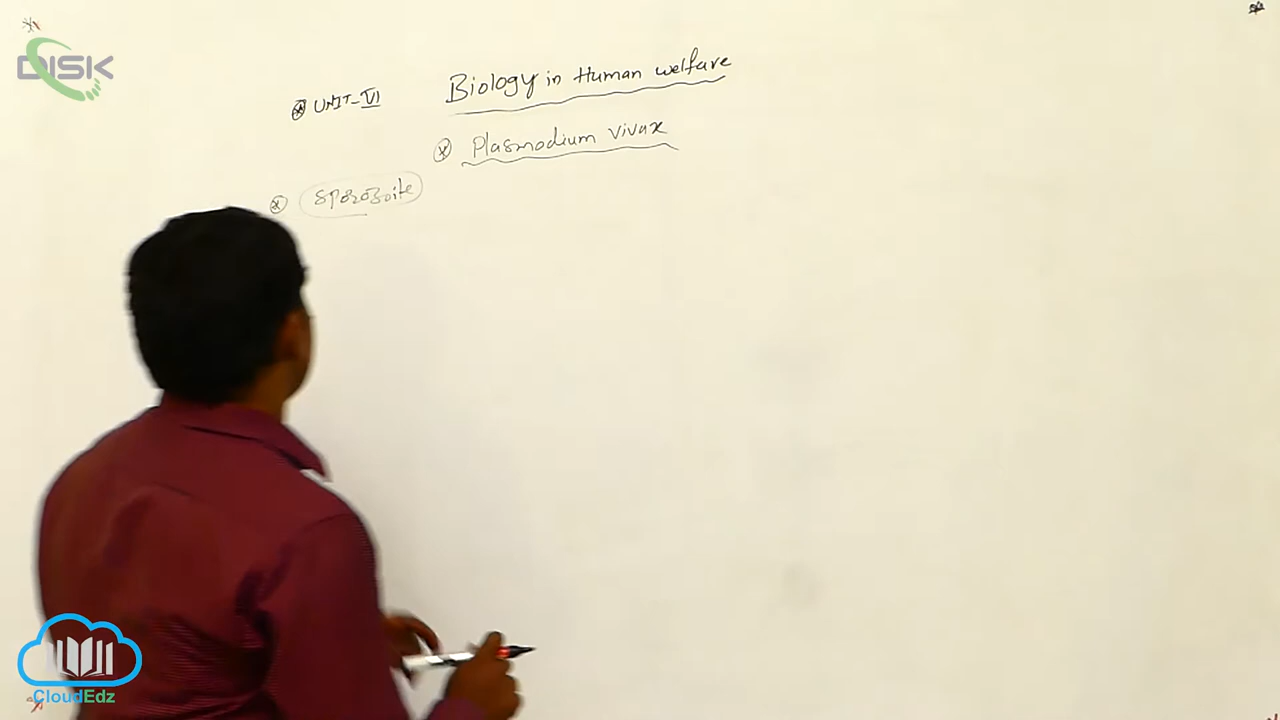 DISK
UNIT-VI Biology in Human welfare
Plasmodium vivax
Sporozoite
CloudEdz